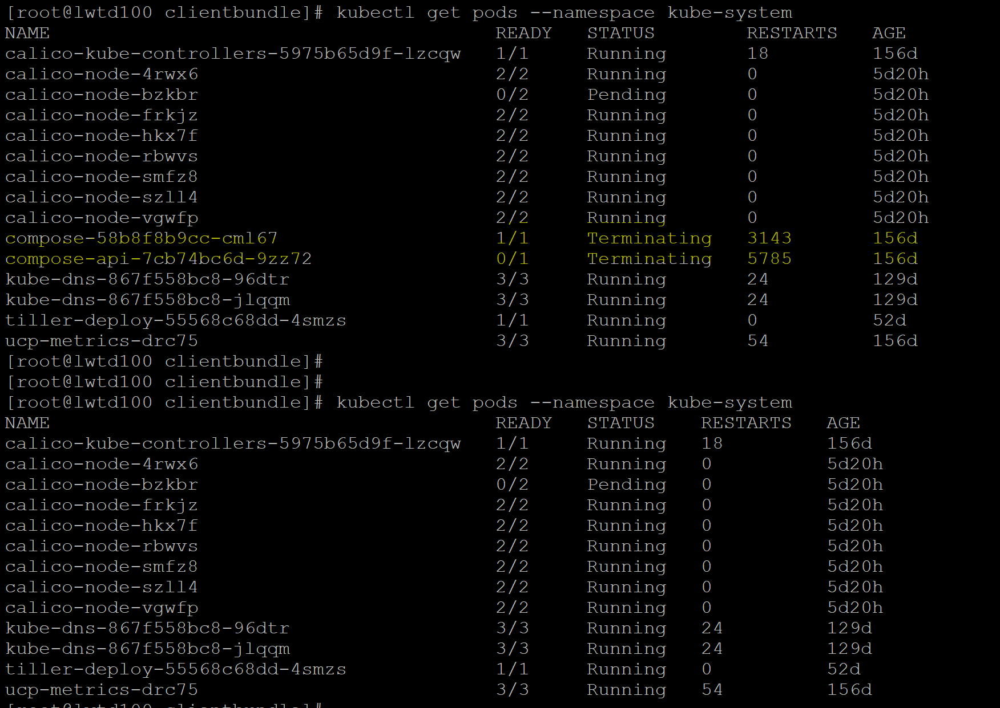 [root@lwtd100 clientbundle]# kubectl get pods --namespace kube-system
NAME READY STATUS RESTARTS AGE
calico-kube-controllers-5975b65d9f-lzcqw 1/1 Running 18 156d
calico-node-4rwx6 2/2 Running 0 5d20h
calico-node-bzkbr 0/2 Pending 0 5d20h
calico-node-frkjz 2/2 Running 0 5d20h
calico-node-hkx7f 2/2 Running 0 5d20h
calico-node-rbwvs 2/2 Running 0 5d20h
calico-node-smfz8 2/2 Running 0 5d20h
calico-node-szll4 2/2 Running 0 5d20h
calico-node-vgwfp 2/2 Running 0 5d20h
compose-58b8f8b9cc-cml67 1/1 Terminating 3143 156d
compose-api-7cb74bc6d-9zz72 0/1 Terminating 5785 156d
kube-dns-867f558bc8-96dtr 3/3 Running 24 129d
kube-dns-867f558bc8-jlqqm 3/3 Running 24 129d
tiller-deploy-55568c68dd-4smzs 1/1 Running 0 52d
ucp-metrics-drc75 3/3 Running 54 156d
[root@lwtd100 clientbundle]#
[root@lwtd100 clientbundle]#
[root@lwtd100 clientbundle]# kubectl get pods --namespace kube-system
NAME READY STATUS RESTARTS AGE
calico-kube-controllers-5975b65d9f-lzcqw 1/1 Running 18 156d
calico-node-4rwx6 2/2 Running 0 5d20h
calico-node-bzkbr 0/2 Pending 0 5d20h
calico-node-frkjz 2/2 Running 0 5d20h
calico-node-hkx7f 2/2 Running 0 5d20h
calico-node-rbwvs 2/2 Running 0 5d20h
calico-node-smfz8 2/2 Running 0 5d20h
calico-node-szll4 2/2 Running 0 5d20h
calico-node-vgwfp 2/2 Running 0 5d20h
kube-dns-867f558bc8-96dtr 3/3 Running 24 129d
kube-dns-867f558bc8-jlqqm 3/3 Running 24 129d
tiller-deploy-55568c68dd-4smzs 1/1 Running 0 52d
ucp-metrics-drc75 3/3 Running 54 156d
[root@lwtd100 clientbundle]#